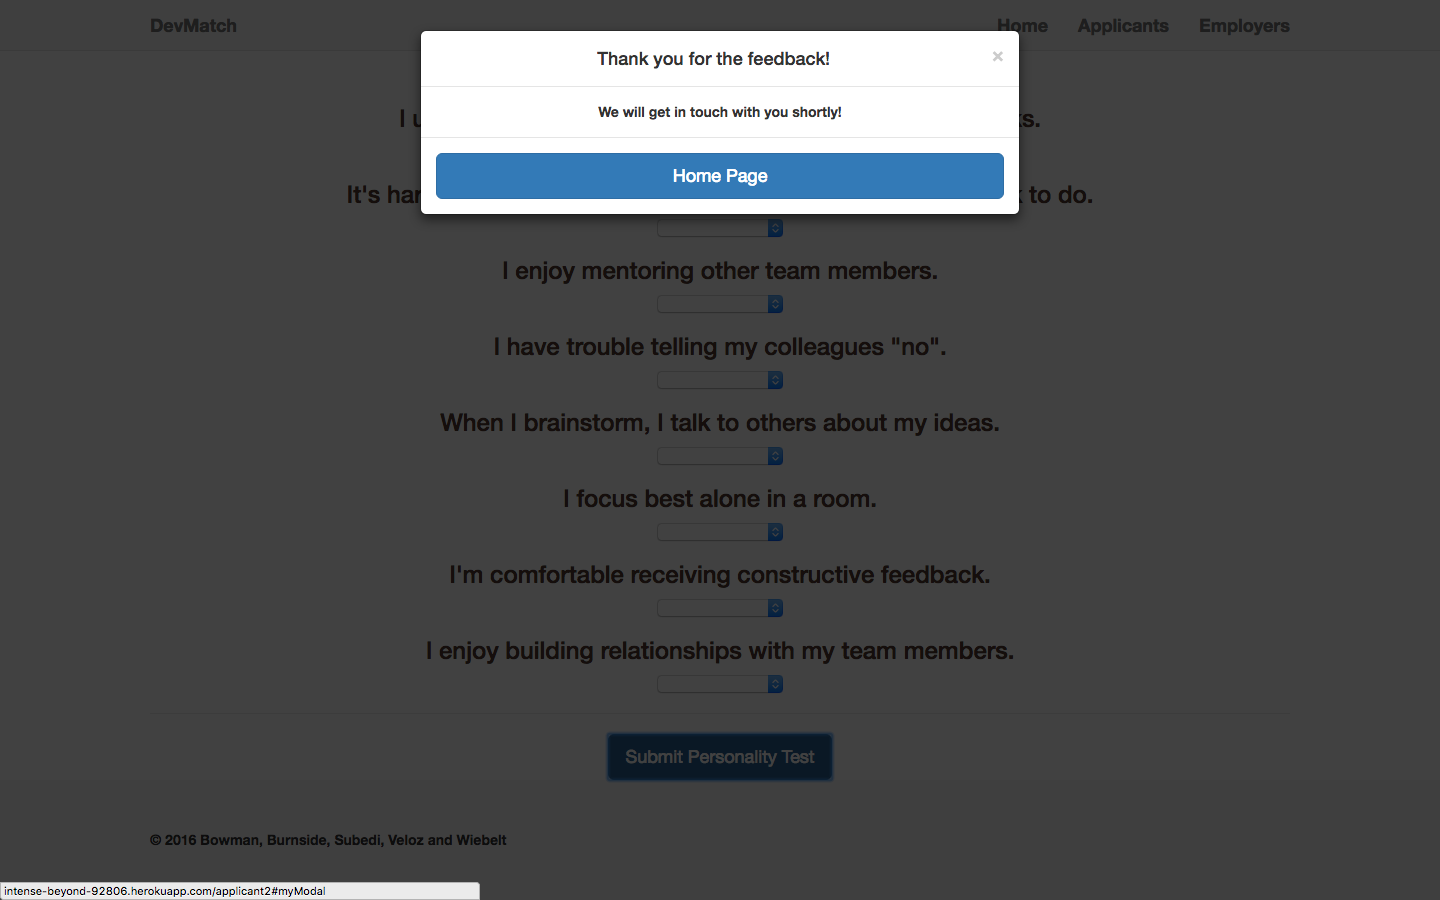 DevMatch
Home Applicants Employers
Thank you for the feedback!
×
We will get in touch with you shortly!
Home Page
I
It's
to do.
I enjoy mentoring other team members.
I have trouble telling my colleagues "no".
When I brainstorm, I talk to others about my ideas.
I focus best alone in a room.
I'm comfortable receiving constructive feedback.
I enjoy building relationships with my team members.
Submit Personality Test
© 2016 Bowman, Burnside, Subedi, Veloz and Wiebelt
intense-beyond-92806.herokuapp.com/applicant2#myModal